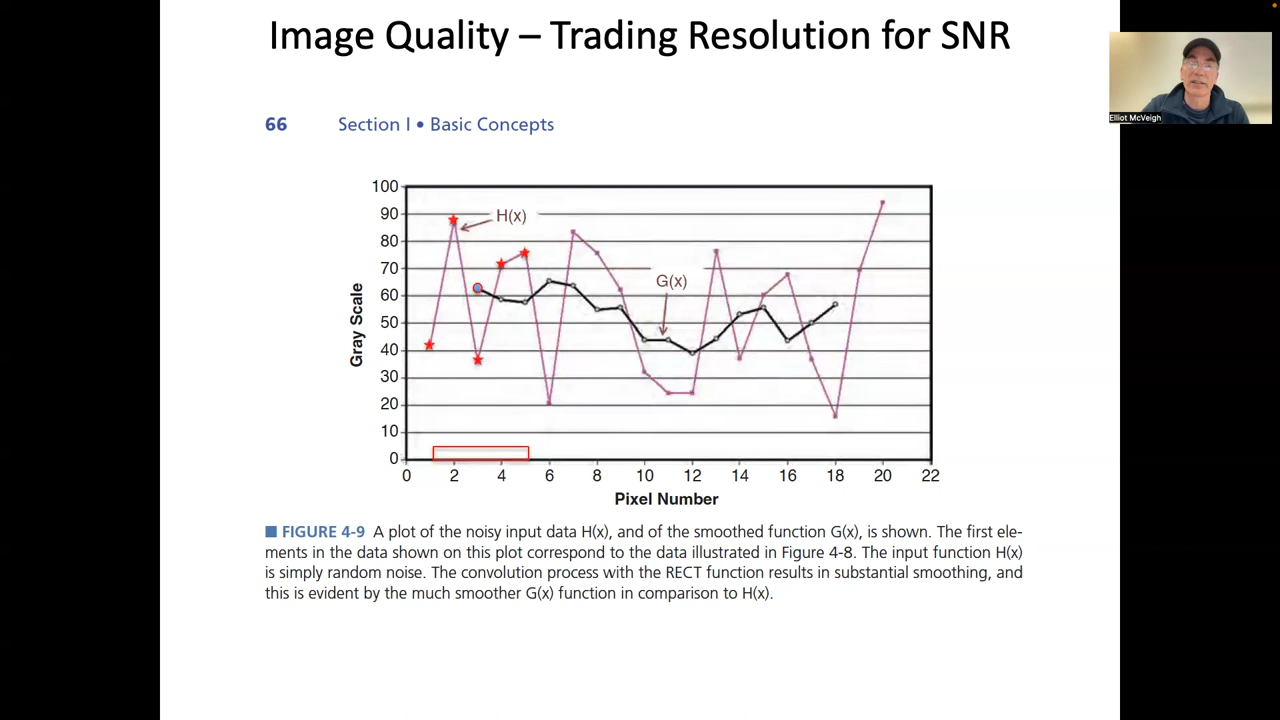 Image Quality – Trading Resolution for SNR
Elliot McVeigh
66 Section I • Basic Concepts
100
90
80
70
60
50
40
30
20
10
0
Gray Scale
H(x)
G(x)
0 2 4 6 8 10 12 14 16 18 20 22
Pixel Number
FIGURE 4-9 A plot of the noisy input data H(x), and of the smoothed function G(x), is shown. The first ele-
ments in the data shown on this plot correspond to the data illustrated in Figure 4-8. The input function H(x)
is simply random noise. The convolution process with the RECT function results in substantial smoothing, and
this is evident by the much smoother G(x) function in comparison to H(x).